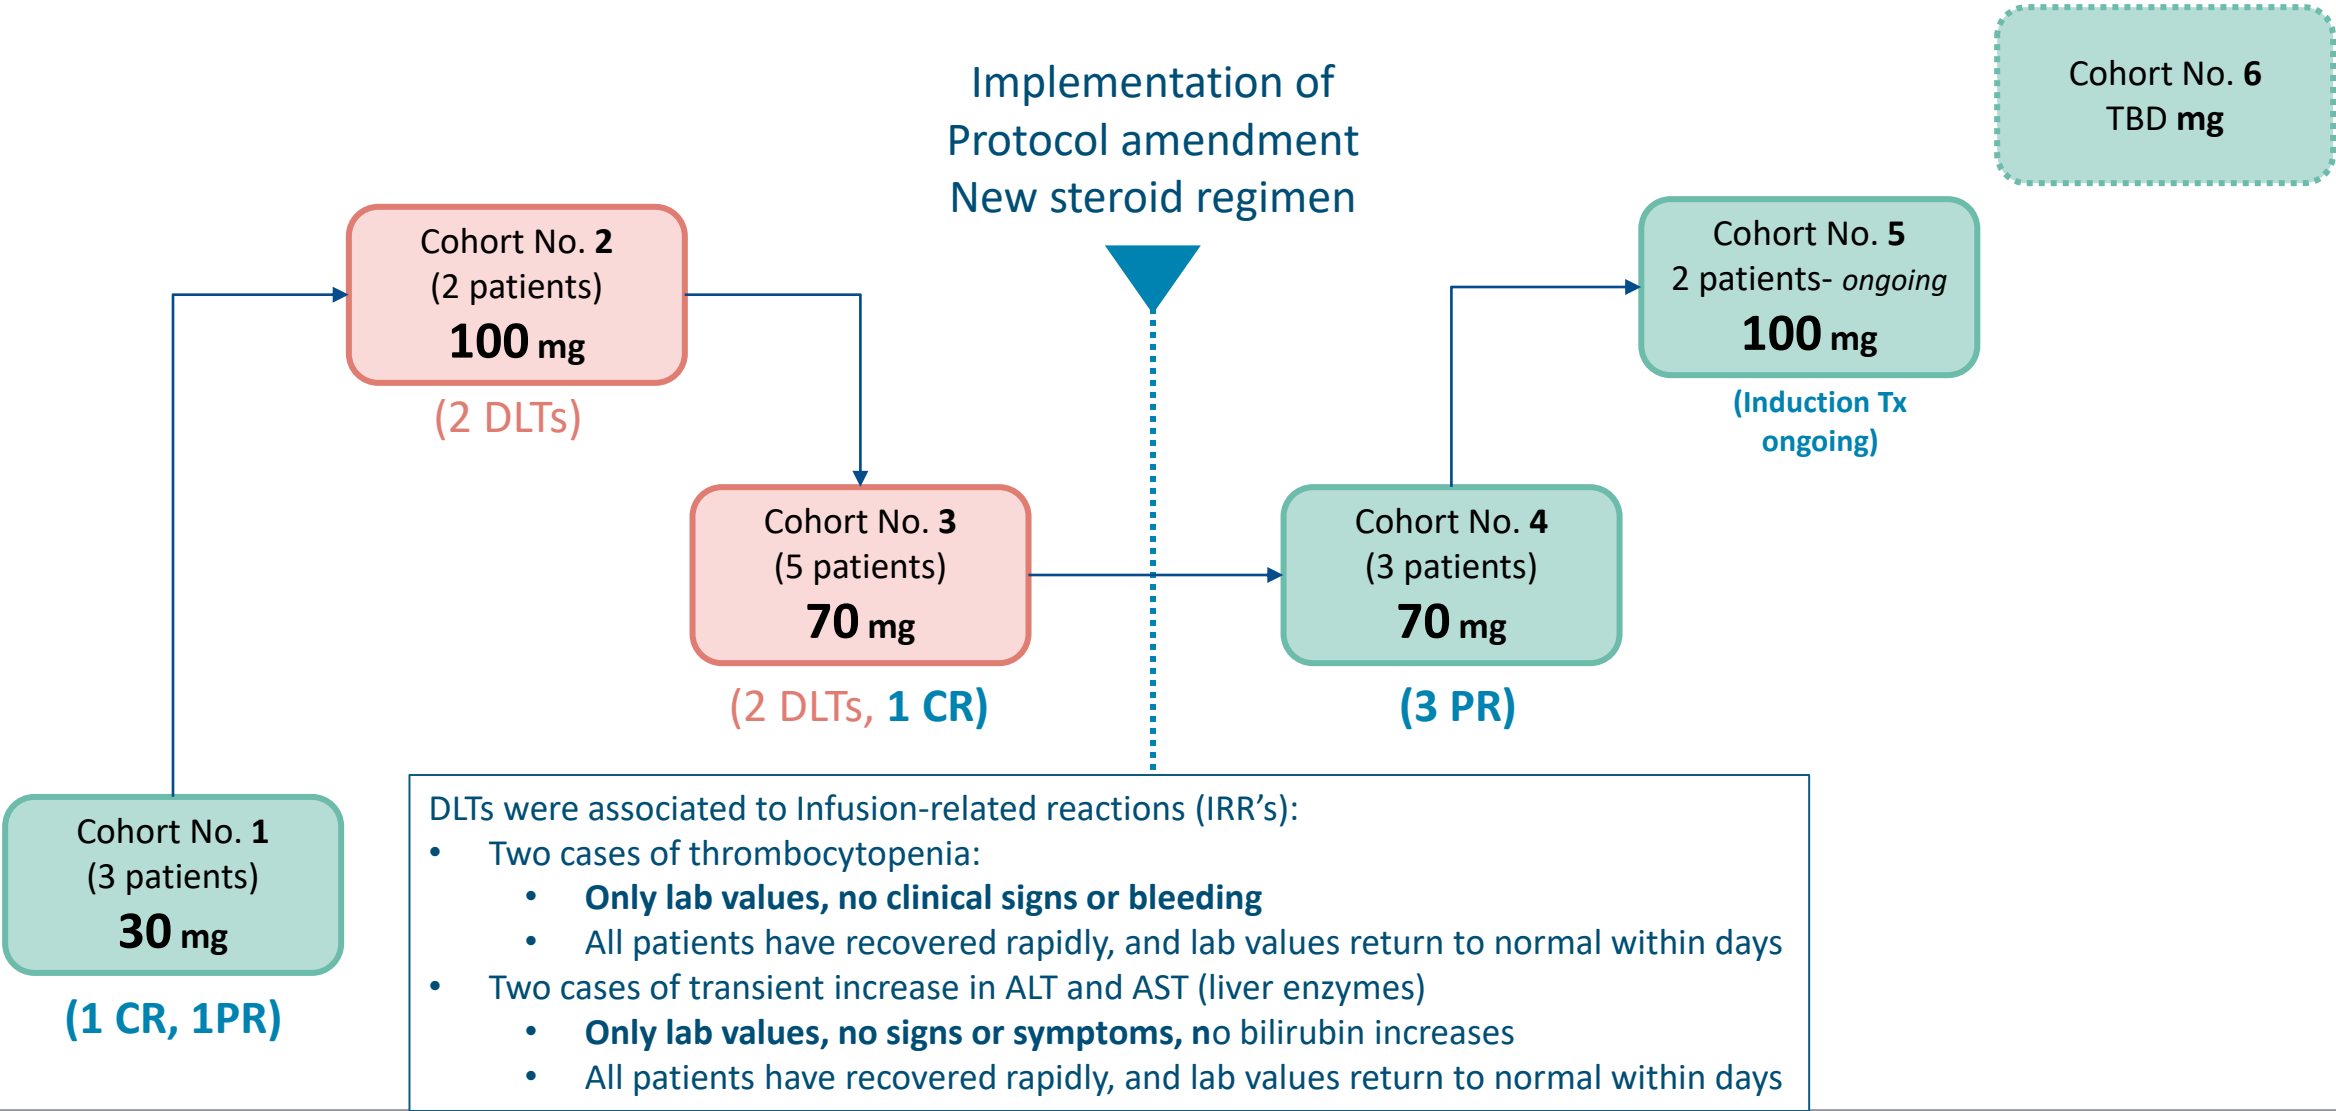 Implementation of
Protocol amendment
New steroid regimen
Cohort No. 6
TBD mg
Cohort No. 2
(2 patients)
100 mg
(2 DLTs)
Cohort No. 5
2 patients- ongoing
100 mg
(Induction Tx
ongoing)
Cohort No. 3
(5 patients)
70 mg
(2 DLTs, 1 CR)
Cohort No. 4
(3 patients)
70 mg
(3 PR)
Cohort No. 1
(3 patients)
30 mg
(1 CR, 1PR)
DLTs were associated to Infusion-related reactions (IRR’s):
• Two cases of thrombocytopenia:
• Only lab values, no clinical signs or bleeding
• All patients have recovered rapidly, and lab values return to normal within days
• Two cases of transient increase in ALT and AST (liver enzymes)
• Only lab values, no signs or symptoms, no bilirubin increases
• All patients have recovered rapidly, and lab values return to normal within days